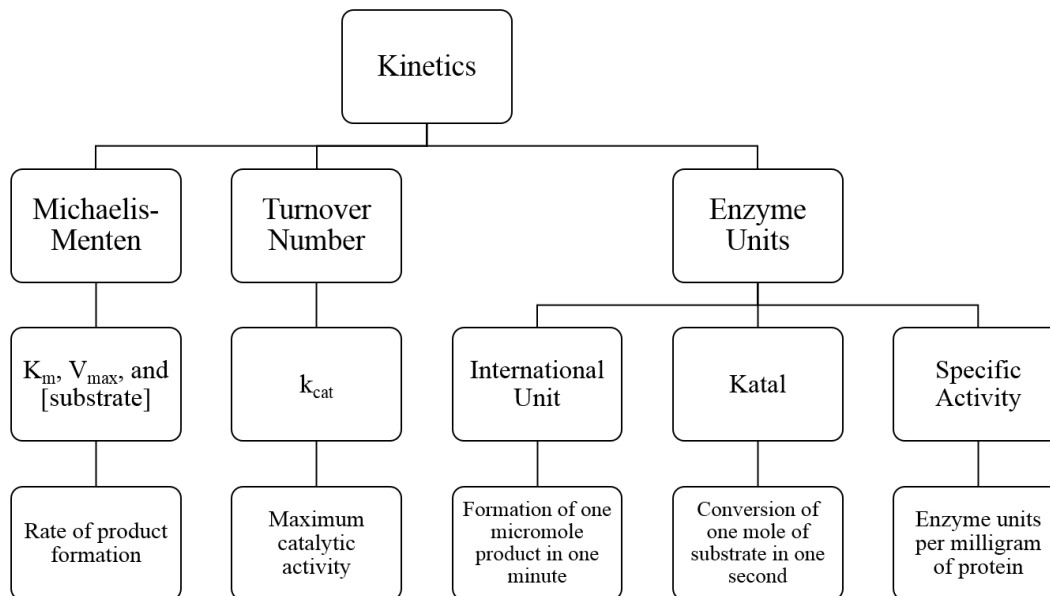 Kinetics
Michaelis-
Menten
Turnover
Number
Enzyme
Units
Km, Vmax, and
[substrate]
kcat
International
Unit
Katal
Specific
Activity
Rate of product
formation
Maximum
catalytic
activity
Formation of one
micromole
product in one
minute
Conversion of
one mole of
substrate in one
second
Enzyme units
per milligram
of protein